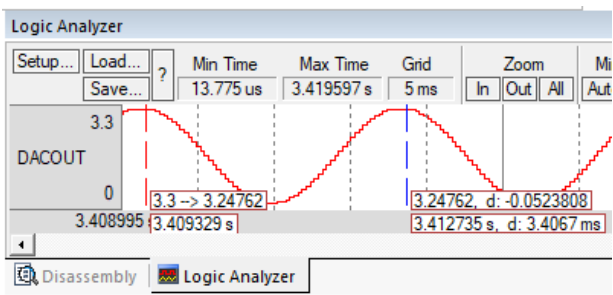 Logic Analyzer
Setup... Load... ? Min Time Max Time Grid Zoom Mi
Save... 13.775 us 3.419597 s 5 ms In Out All Aut
3.3
DACOUT
0 3.3 --> 3.24762 3.24762, d: -0.0523808
3.408995 3.409329 s 3.412735 s, d: 3.4067 ms
Disassembly Logic Analyzer